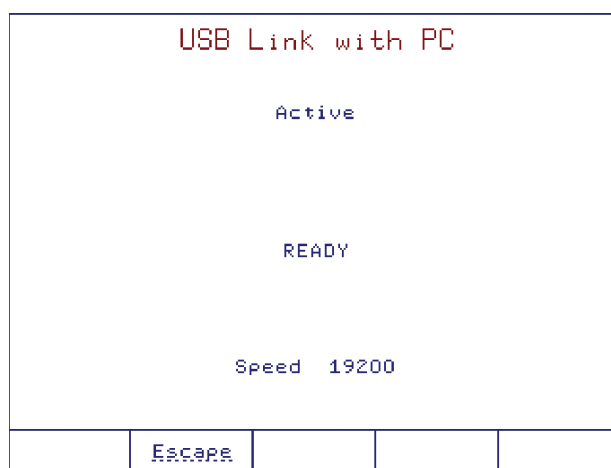 USB Link with PC
Active
READY
Speed 19200
Escape